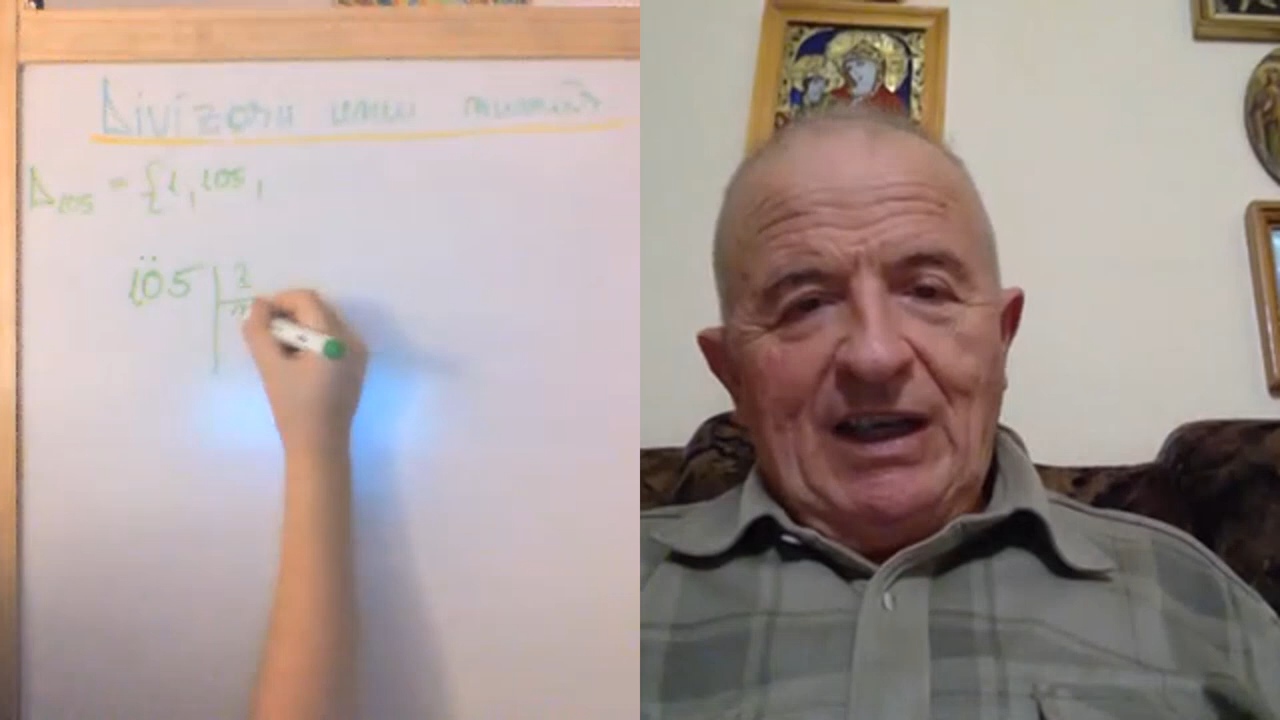 Divizorii unui număr
D₁₀₅ = {1, 105,
105 | 3